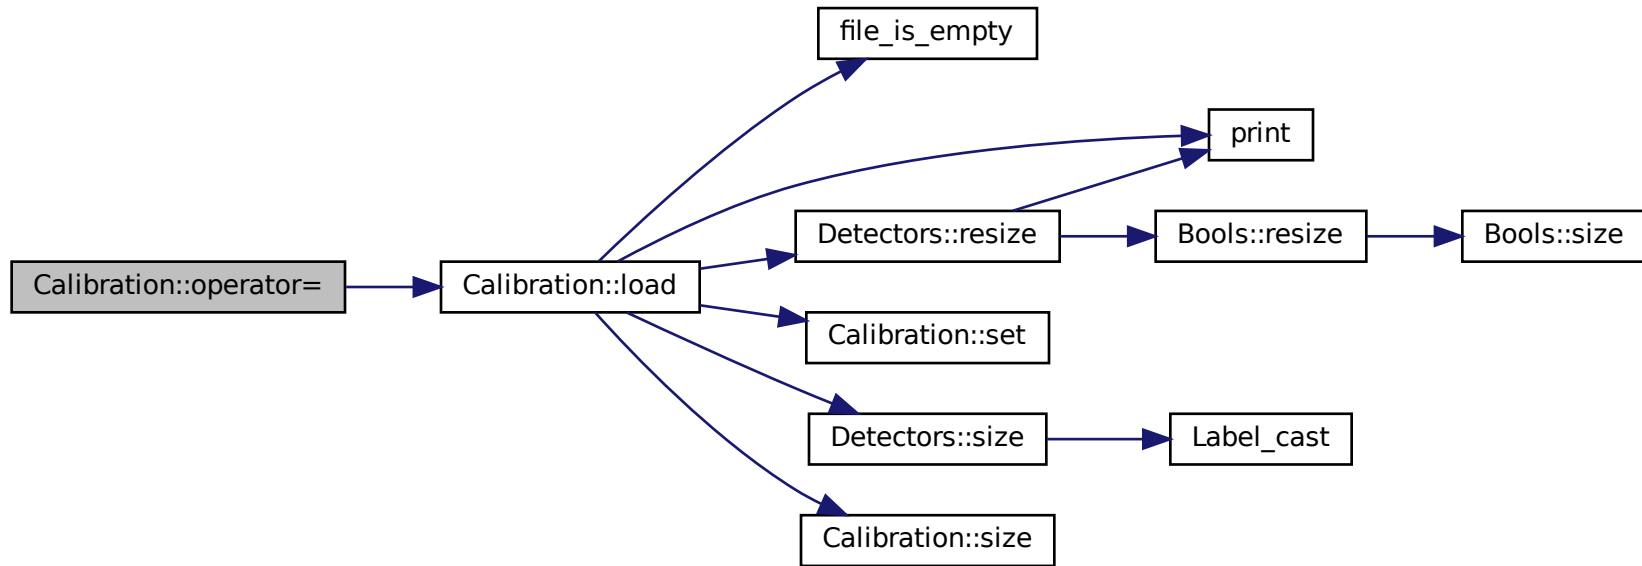 file_is_empty
print
Detectors::resize
Bools::resize
Bools::size
Calibration::operator=
Calibration::load
Calibration::set
Detectors::size
Label_cast
Calibration::size